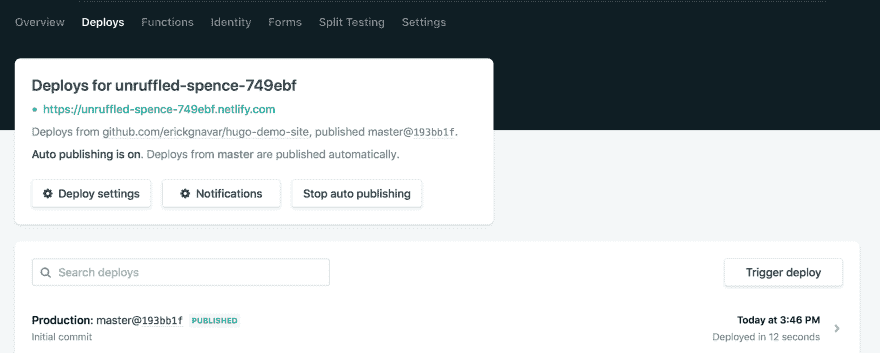 Overview Deploys Functions Identity Forms Split Testing Settings
Deploys for unruffled-spence-749ebf
https://unruffled-spence-749ebf.netlify.com
Deploys from github.com/erickgnavar/hugo-demo-site, published master@193bb1f.
Auto publishing is on. Deploys from master are published automatically.
Deploy settings Notifications Stop auto publishing
Search deploys Trigger deploy
Production: master@193bb1f PUBLISHED Today at 3:46 PM
Initial commit Deployed in 12 seconds